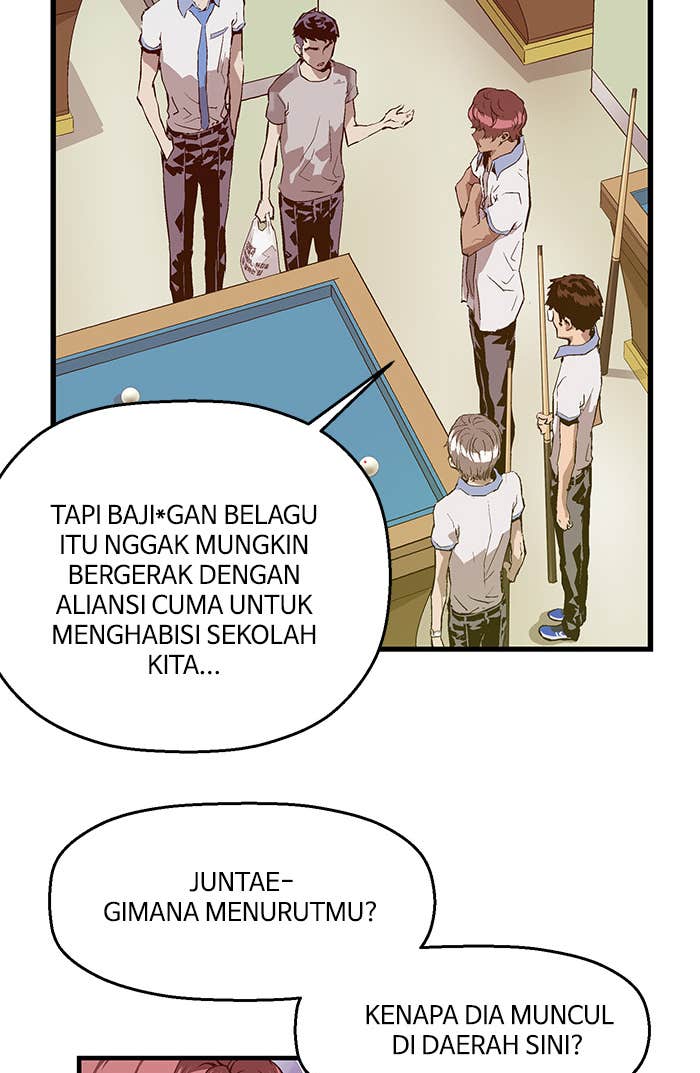 TAPI BAJI*GAN BELAGU
ITU NGGAK MUNGKIN
BERGERAK DENGAN
ALIANSI CUMA UNTUK
MENGHABISI SEKOLAH
KITA...
JUNTAE-
GIMANA MENURUTMU?
KENAPA DIA MUNCUL
DI DAERAH SINI?